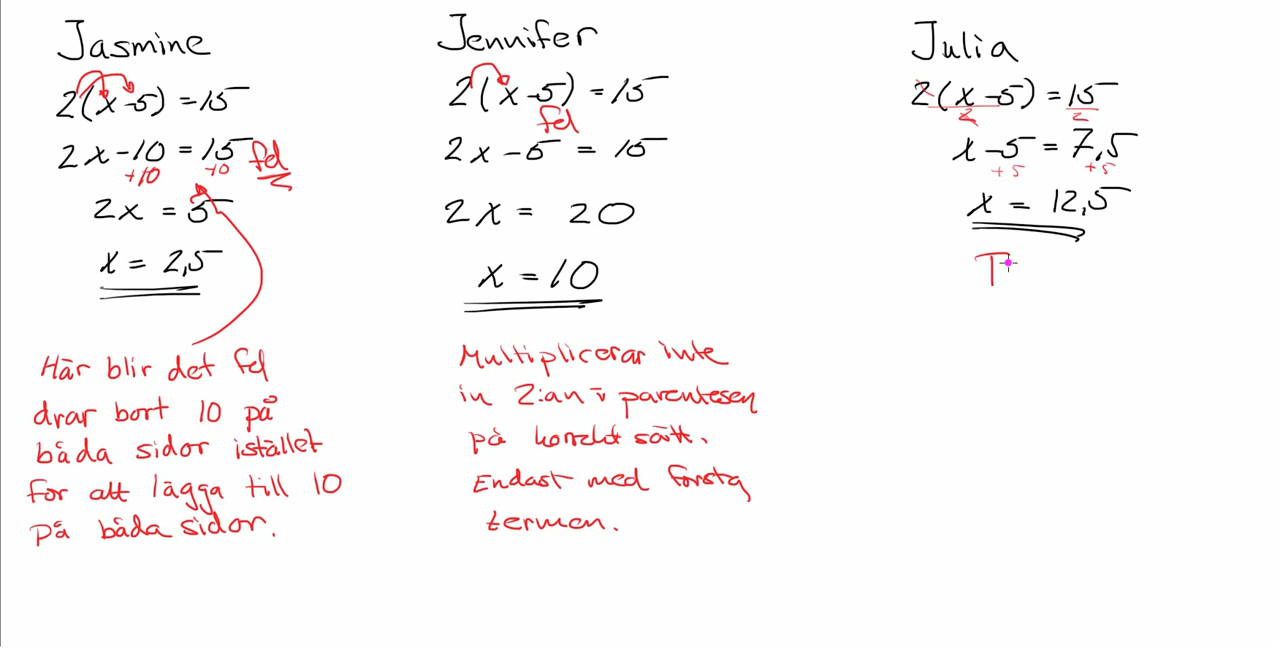 Jasmine
2(x-5) = 15
2x - 10 = 15 fel
+10 +10
2x = 5
x = 2,5
Här blir det fel
drar bort 10 på
båda sidor istället
för att lägga till 10
på båda sidor.
Jennifer
2(x-5) = 15
fel
2x - 5 = 15
2x = 20
x = 10
Multiplicerar inte
in 2:an i parentesen
på korrekt sätt.
Endast med första
termen.
Julia
2(x-5) = 15
2 2
x - 5 = 7,5
+5 +5
x = 12,5
T